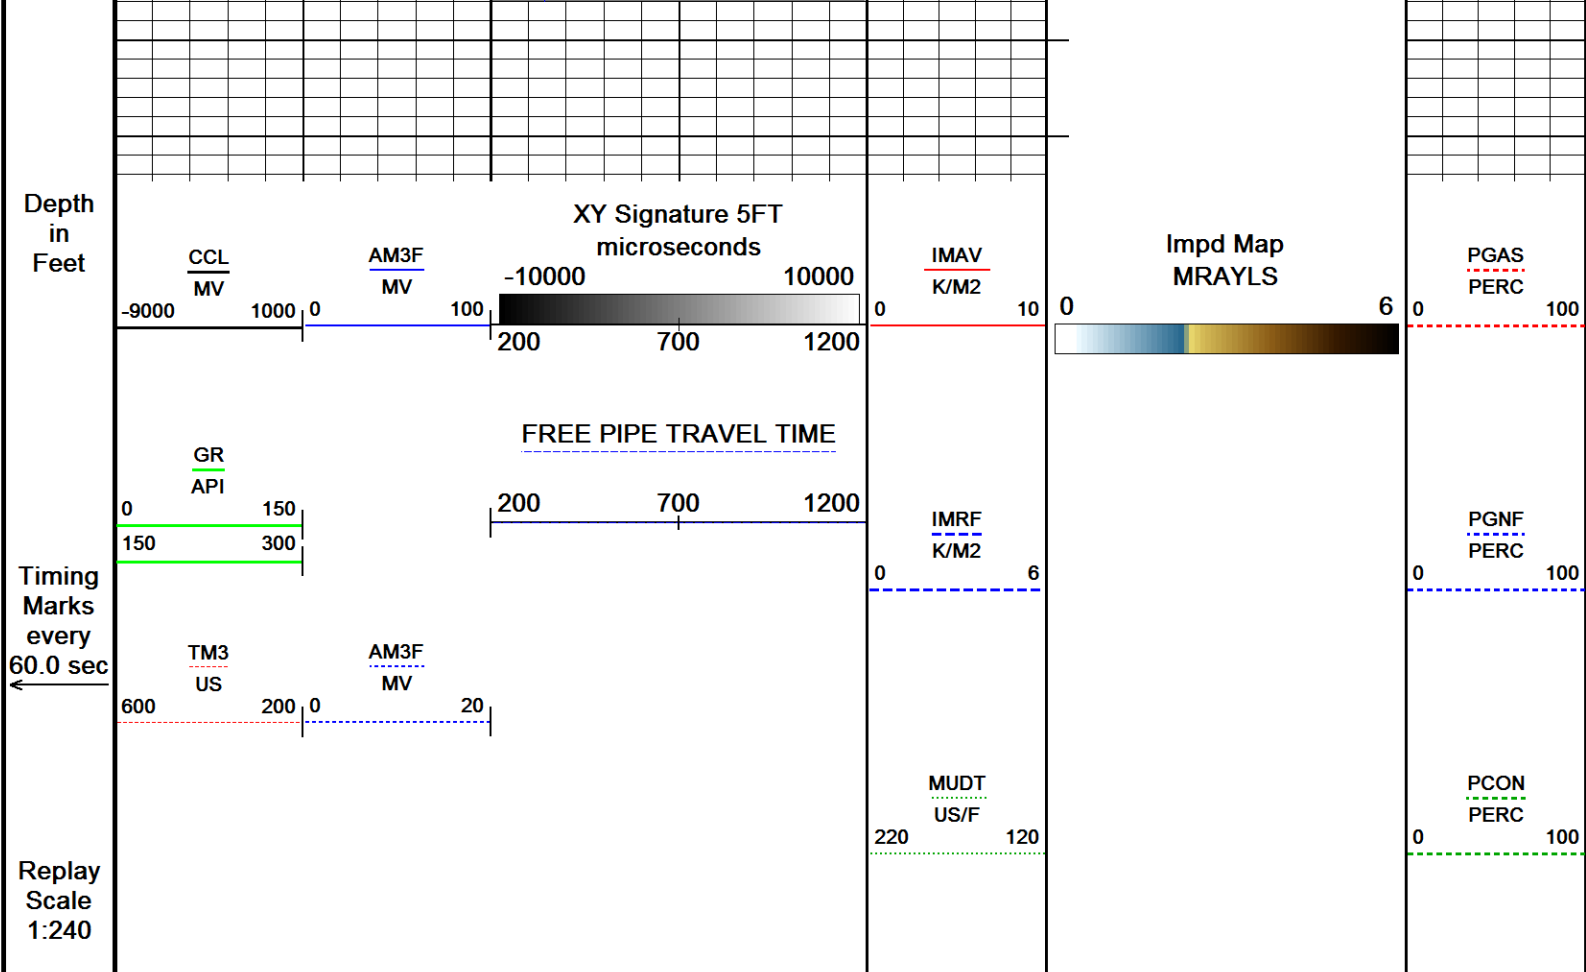 Depth
in
Feet
Timing
Marks
every
60.0 sec
Replay
Scale
1:240
CCL
MV
-9000 1000
GR
API
0 150
150 300
TM3
US
600 200
AM3F
MV
0 100
AM3F
MV
0 20
XY Signature 5FT
microseconds
-10000 10000
200 700 1200
FREE PIPE TRAVEL TIME
200 700 1200
IMAV
K/M2
0 10
IMRF
K/M2
0 6
MUDT
US/F
220 120
Impd Map
MRAYLS
0 6
PGAS
PERC
0 100
PGNF
PERC
0 100
PCON
PERC
0 100